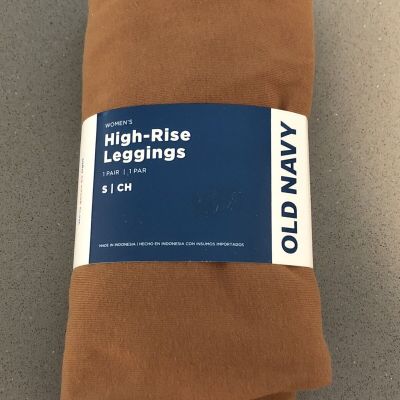 WOMEN'S
High-Rise
Leggings
1 PAIR | 1 PAR
S | CH
MADE IN INDONESIA | HECHO EN INDONESIA CON INSUMOS IMPORTADOS
OLD NAVY